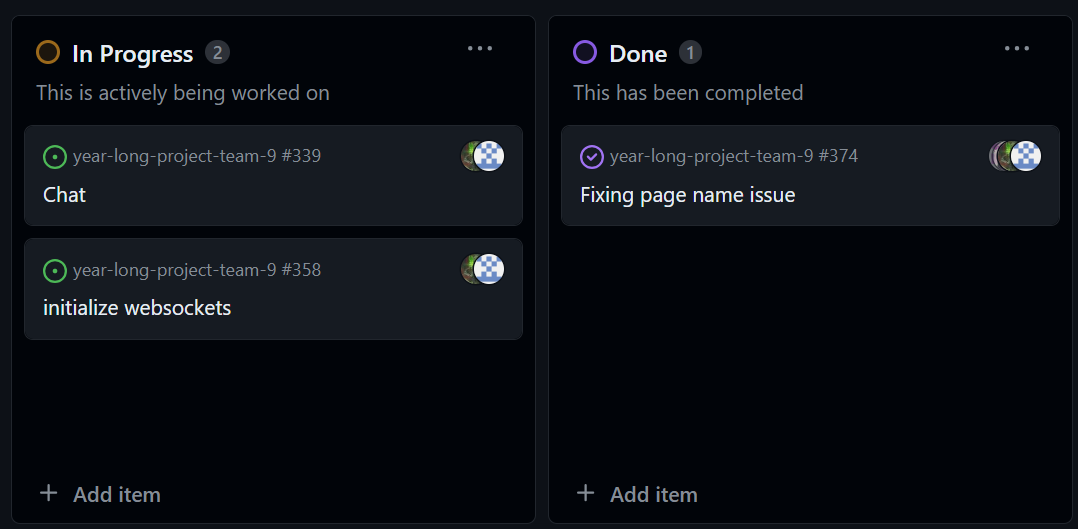 In Progress 2
This is actively being worked on
year-long-project-team-9 #339
Chat
year-long-project-team-9 #358
initialize websockets
+ Add item
Done 1
This has been completed
year-long-project-team-9 #374
Fixing page name issue
+ Add item